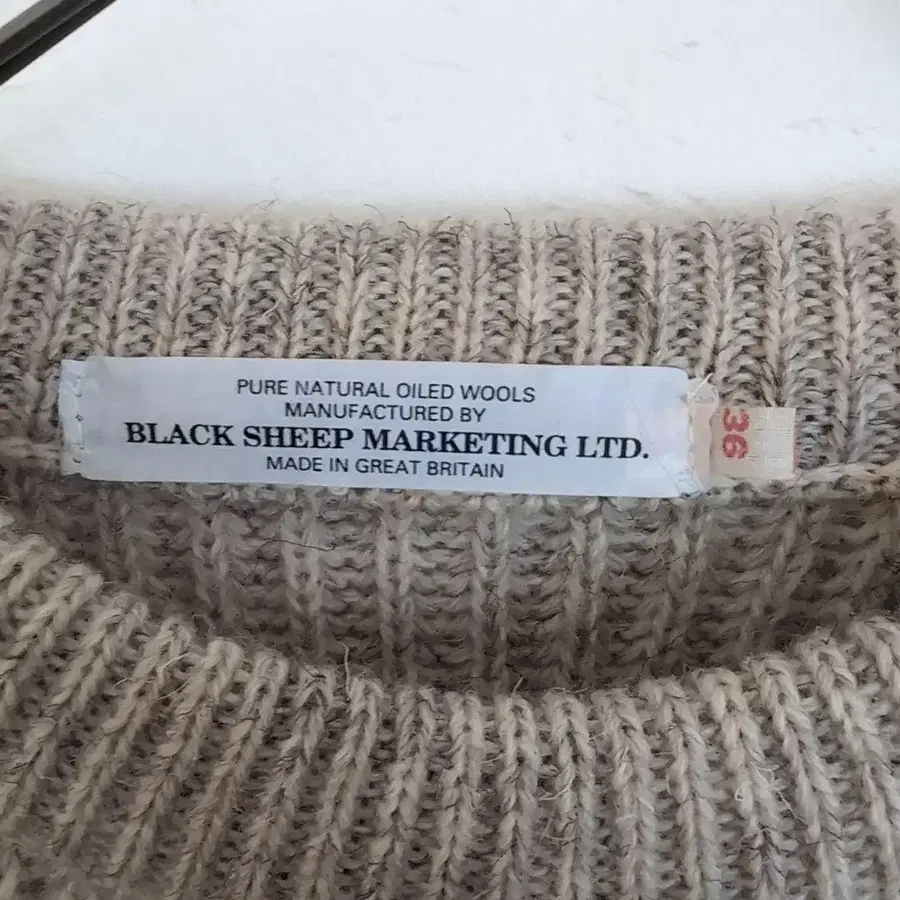 PURE NATURAL OILED WOOLS
MANUFACTURED BY
BLACK SHEEP MARKETING LTD.
MADE IN GREAT BRITAIN
36